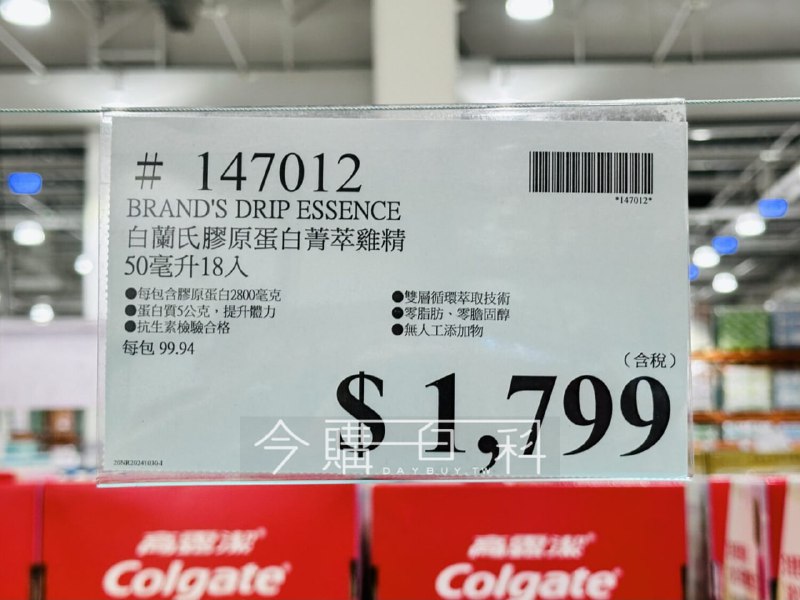 # 147012
*147012*
BRAND'S DRIP ESSENCE
白蘭氏膠原蛋白菁萃雞精
50毫升18入
●每包含膠原蛋白2800毫克
●蛋白質5公克，提升體力
●抗生素檢驗合格
每包 99.94
●雙層循環萃取技術
●零脂肪、零膽固醇
●無人工添加物
（含稅）
$ 1,799
今購百科
DAYBUY.TW
高露潔
Colgate
高露潔
Colgate